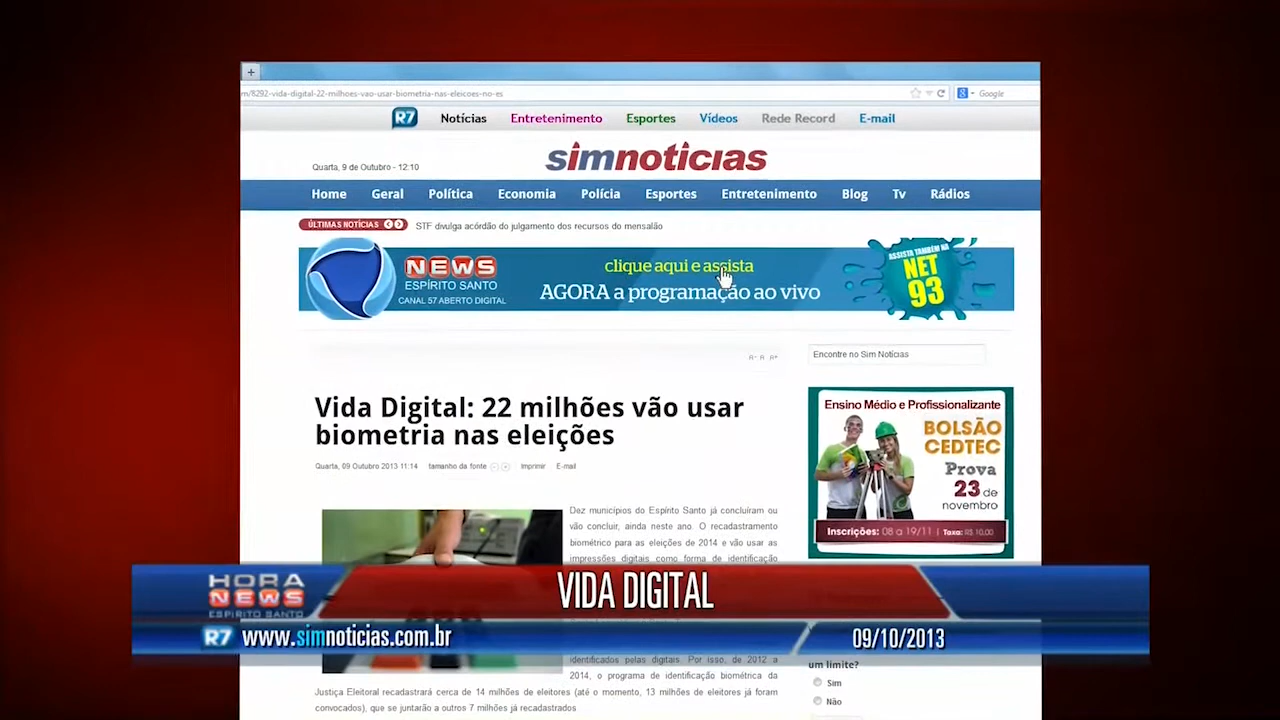 +
m/8292-vida-digital-22-milhoes-vao-usar-biometria-nas-eleicoes-no-es
Google
R7 Notícias Entretenimento Esportes Vídeos Rede Record E-mail
Quarta, 9 de Outubro - 12:10
simnotícias
Home Geral Política Economia Polícia Esportes Entretenimento Blog Tv Rádios
ÚLTIMAS NOTÍCIAS STF divulga acórdão do julgamento dos recursos do mensalão
NEWS
ESPÍRITO SANTO
CANAL 57 ABERTO DIGITAL
clique aqui e assista
AGORA a programação ao vivo
ASSISTA TAMBÉM NA
NET
93
A- A A+
Encontre no Sim Notícias
Vida Digital: 22 milhões vão usar
biometria nas eleições
Quarta, 09 Outubro 2013 11:14 tamanho da fonte Imprimir E-mail
Ensino Médio e Profissionalizante
BOLSÃO
CEDTEC
Prova
23 de
novembro
Inscrições: 08 a 19/11 | Taxa: R$ 10,00
Dez municípios do Espírito Santo já concluíram ou
vão concluir, ainda neste ano. O recadastramento
biométrico para as eleições de 2014 e vão usar as
impressões digitais como forma de identificação
HORA
NEWS
ESPÍRITO SANTO
VIDA DIGITAL
R7 www.simnoticias.com.br
09/10/2013
identificados pelas digitais. Por isso, de 2012 a
2014, o programa de identificação biométrica da
Justiça Eleitoral recadastrará cerca de 14 milhões de eleitores (até o momento, 13 milhões de eleitores já foram
convocados), que se juntarão a outros 7 milhões já recadastrados
um limite?
Sim
Não